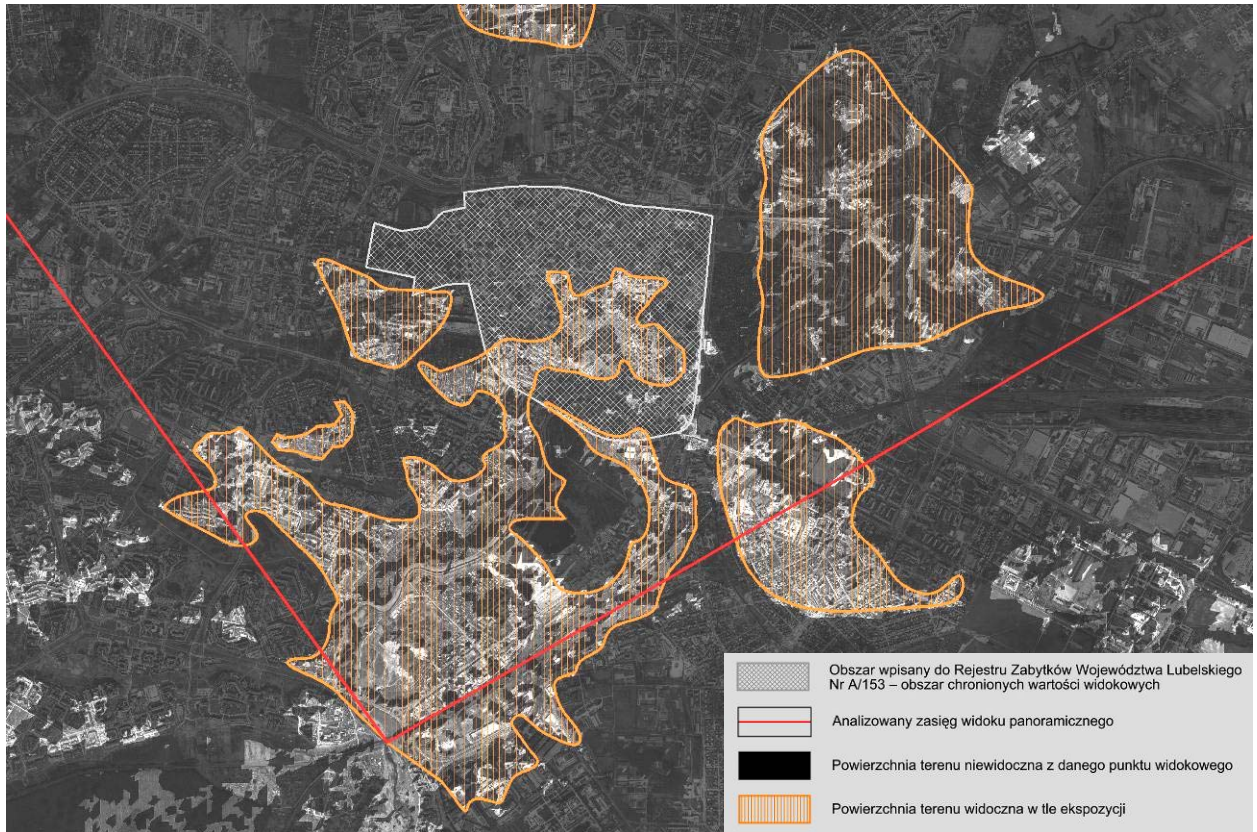 Obszar wpisany do Rejestru Zabytków Województwa Lubelskiego
Nr A/153 – obszar chronionych wartości widokowych
Analizowany zasięg widoku panoramicznego
Powierzchnia terenu niewidoczna z danego punktu widokowego
Powierzchnia terenu widoczna w tle ekspozycji